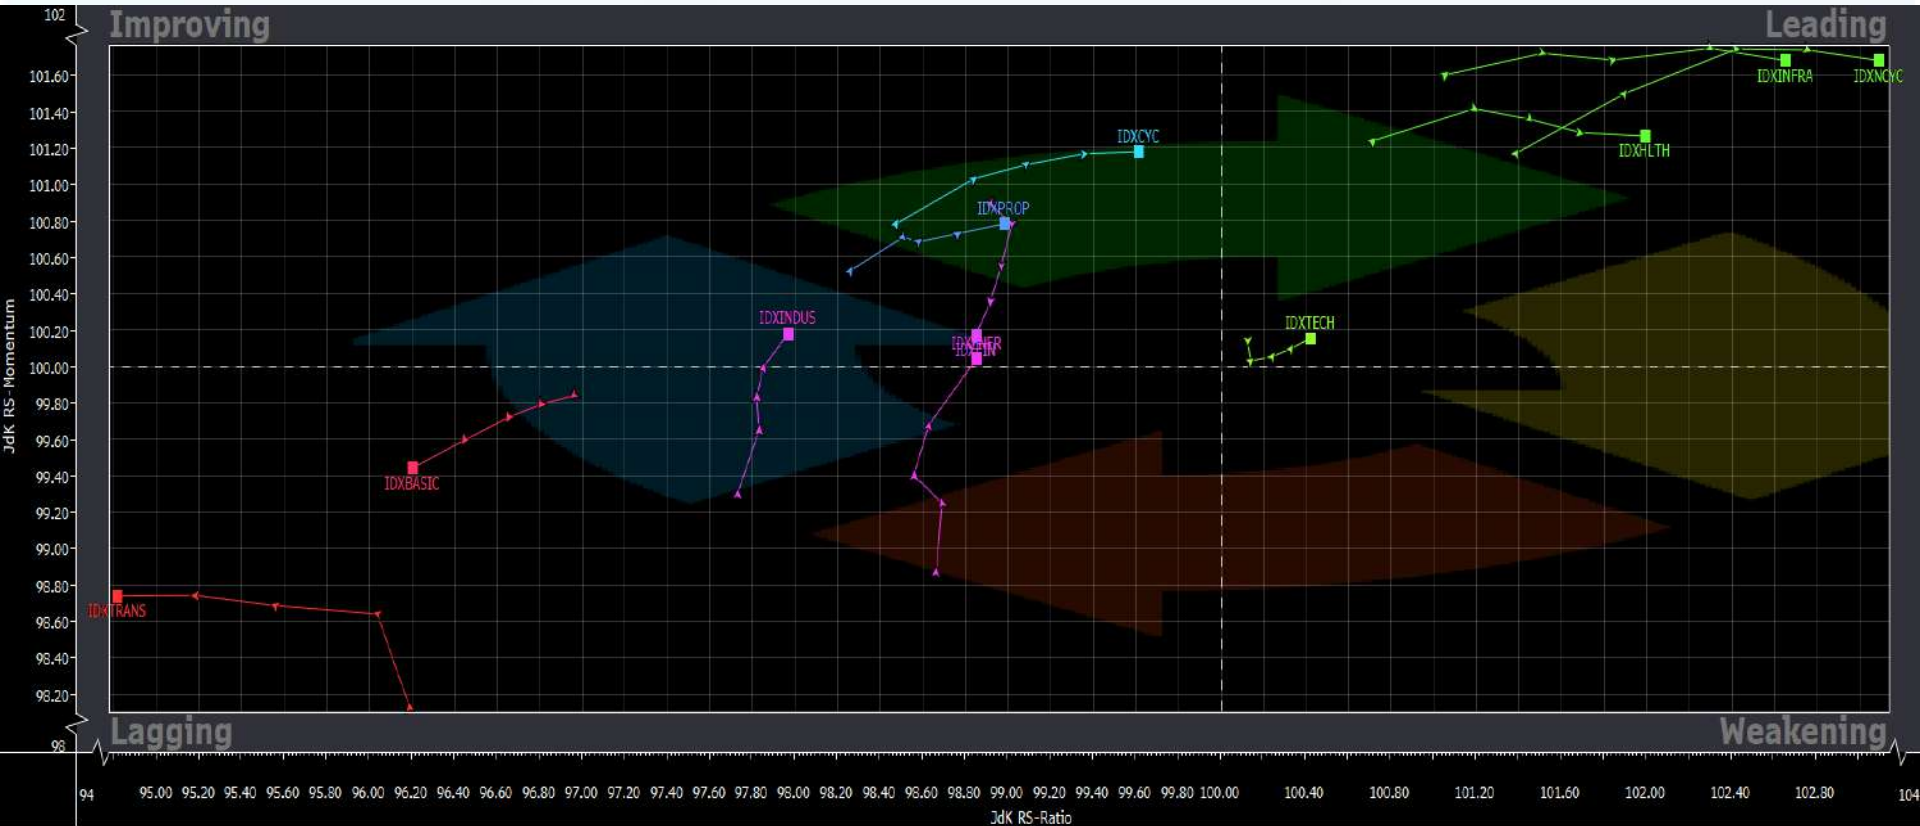 102
Improving
Leading
101.60
101.40
101.20
101.00
100.80
100.60
100.40
100.20
100.00
99.80
99.60
99.40
99.20
99.00
98.80
98.60
98.40
98.20
98
JdK RS-Momentum
IDXINFRA
IDXNCYC
IDXHLTH
IDXCYC
IDXPROP
IDXINDUS
IDXTECH
IDXBASIC
IDXTRANS
Lagging
Weakening
94
95.00 95.20 95.40 95.60 95.80 96.00 96.20 96.40 96.60 96.80 97.00 97.20 97.40 97.60 97.80 98.00 98.20 98.40 98.60 98.80 99.00 99.20 99.40 99.60 99.80 100.00 100.40 100.80 101.20 101.60 102.00 102.40 102.80
104
JdK RS-Ratio